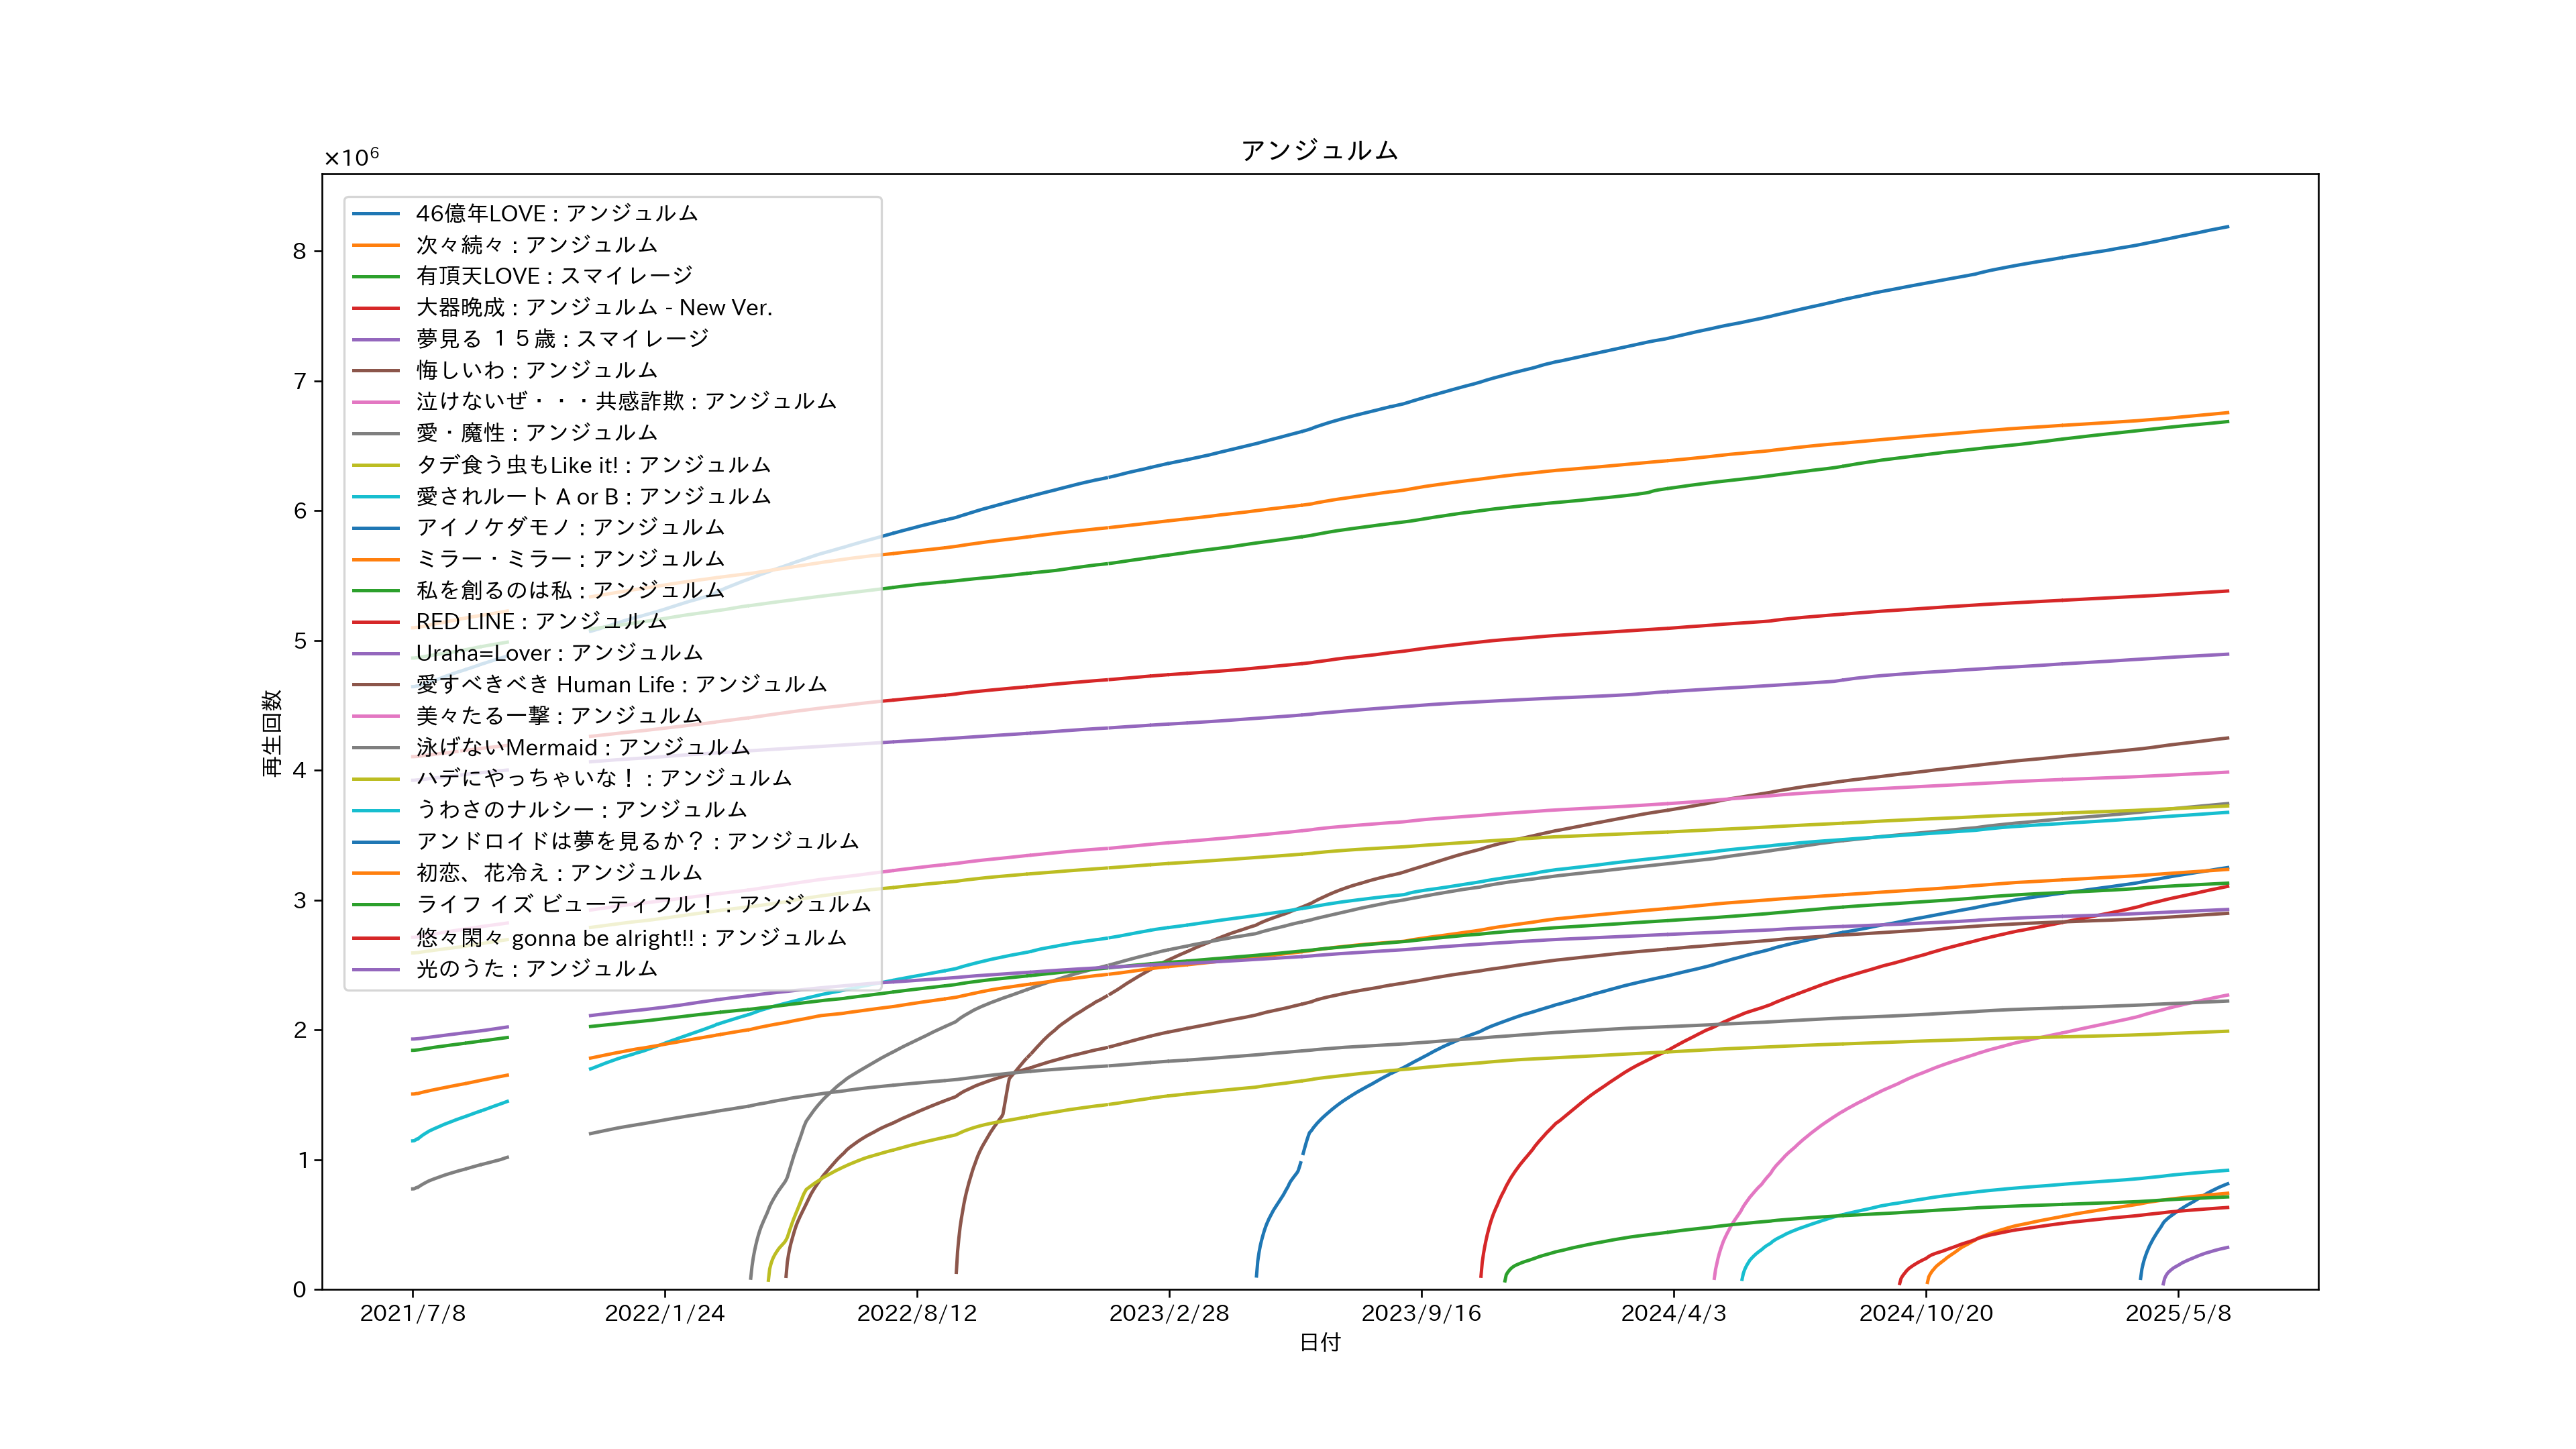 アンジュルム
×10⁶
46億年LOVE : アンジュルム
次々続々 : アンジュルム
有頂天LOVE : スマイレージ
大器晩成 : アンジュルム - New Ver.
夢見る １５歳 : スマイレージ
悔しいわ : アンジュルム
泣けないぜ・・・共感詐欺 : アンジュルム
愛・魔性 : アンジュルム
タデ食う虫もLike it! : アンジュルム
愛されルート A or B : アンジュルム
アイノケダモノ : アンジュルム
ミラー・ミラー : アンジュルム
私を創るのは私 : アンジュルム
RED LINE : アンジュルム
Uraha=Lover : アンジュルム
愛すべきべき Human Life : アンジュルム
美々たる一撃 : アンジュルム
泳げないMermaid : アンジュルム
ハデにやっちゃいな！ : アンジュルム
うわさのナルシー : アンジュルム
アンドロイドは夢を見るか？ : アンジュルム
初恋、花冷え : アンジュルム
ライフ イズ ビューティフル！ : アンジュルム
悠々閑々 gonna be alright!! : アンジュルム
光のうた : アンジュルム
8
7
6
5
4
3
2
1
0
再生回数
2021/7/8
2022/1/24
2022/8/12
2023/2/28
2023/9/16
2024/4/3
2024/10/20
2025/5/8
日付